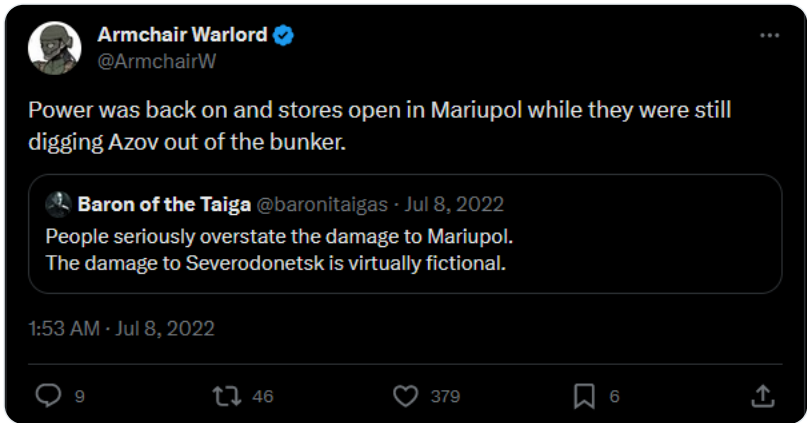 Armchair Warlord
@ArmchairW
Power was back on and stores open in Mariupol while they were still
digging Azov out of the bunker.
Baron of the Taiga @baronitaigas · Jul 8, 2022
People seriously overstate the damage to Mariupol.
The damage to Severodonetsk is virtually fictional.
1:53 AM · Jul 8, 2022
9 46 379 6